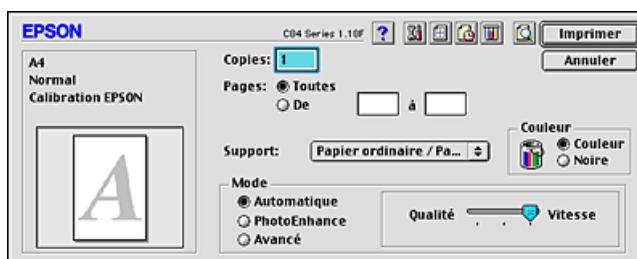 EPSON
C84 Series 1.10F
Imprimer
Annuler
A4
Normal
Calibration EPSON
A
Copies: 1
Pages: Toutes
De à
Support: Papier ordinaire / Pa...
Couleur
Couleur
Noire
Mode
Automatique
PhotoEnhance
Avancé
Qualité Vitesse